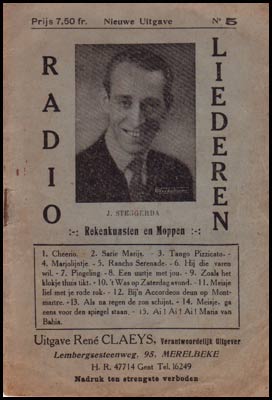 Prijs 7,50 fr. Nieuwe Uitgave Nr 5
RADIO
LIEDEREN
J. STEGGERDA
:-: Rekenkunsten en Moppen :-:
1. Cheerio. - 2. Sarie Marijs. - 3. Tango Pizzicato. -
4. Marjolijntje. - 5. Rancho Serenade. - 6. Hij die varen
wil. - 7. Pingeling - 8. Een uurtje met jou. - 9. Zoals het
klokje thuis tikt. - 10. 't Was op Zaterdag avond. - 11. Meisje
lief met je rode rok - 12. Bij'n Accordeon deun op Mont-
martre. - 13. Als na regen de zon schijnt. - 14. Meisje, ga
eens voor den spiegel staan. - 15. Ai! Ai! Ai! Maria van
Bahia.
Uitgave René CLAEYS, Verantwoordelijk Uitgever
Lembergsesteenweg, 95. MERELBEKE
H. R. 47714 Gent Tel. 16249
Nadruk ten strengste verboden